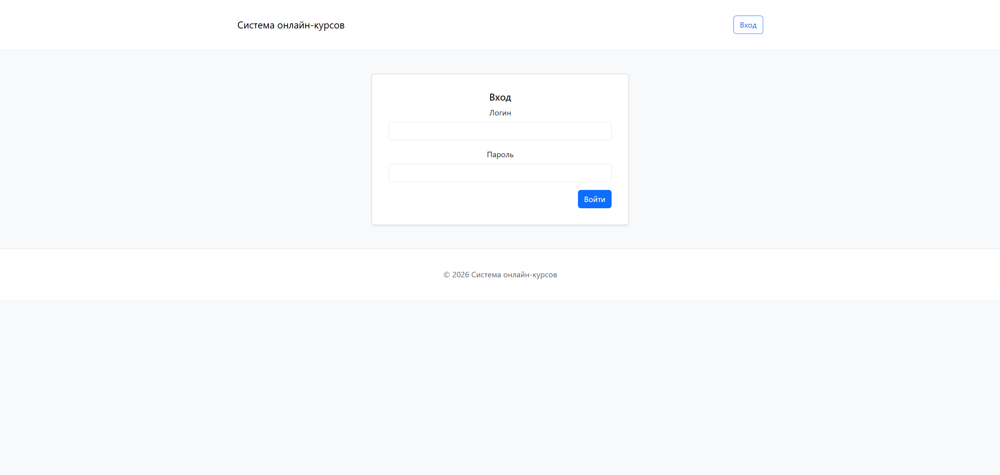 Система онлайн-курсов
Вход
Вход
Логин
Пароль
Войти
© 2026 Система онлайн-курсов